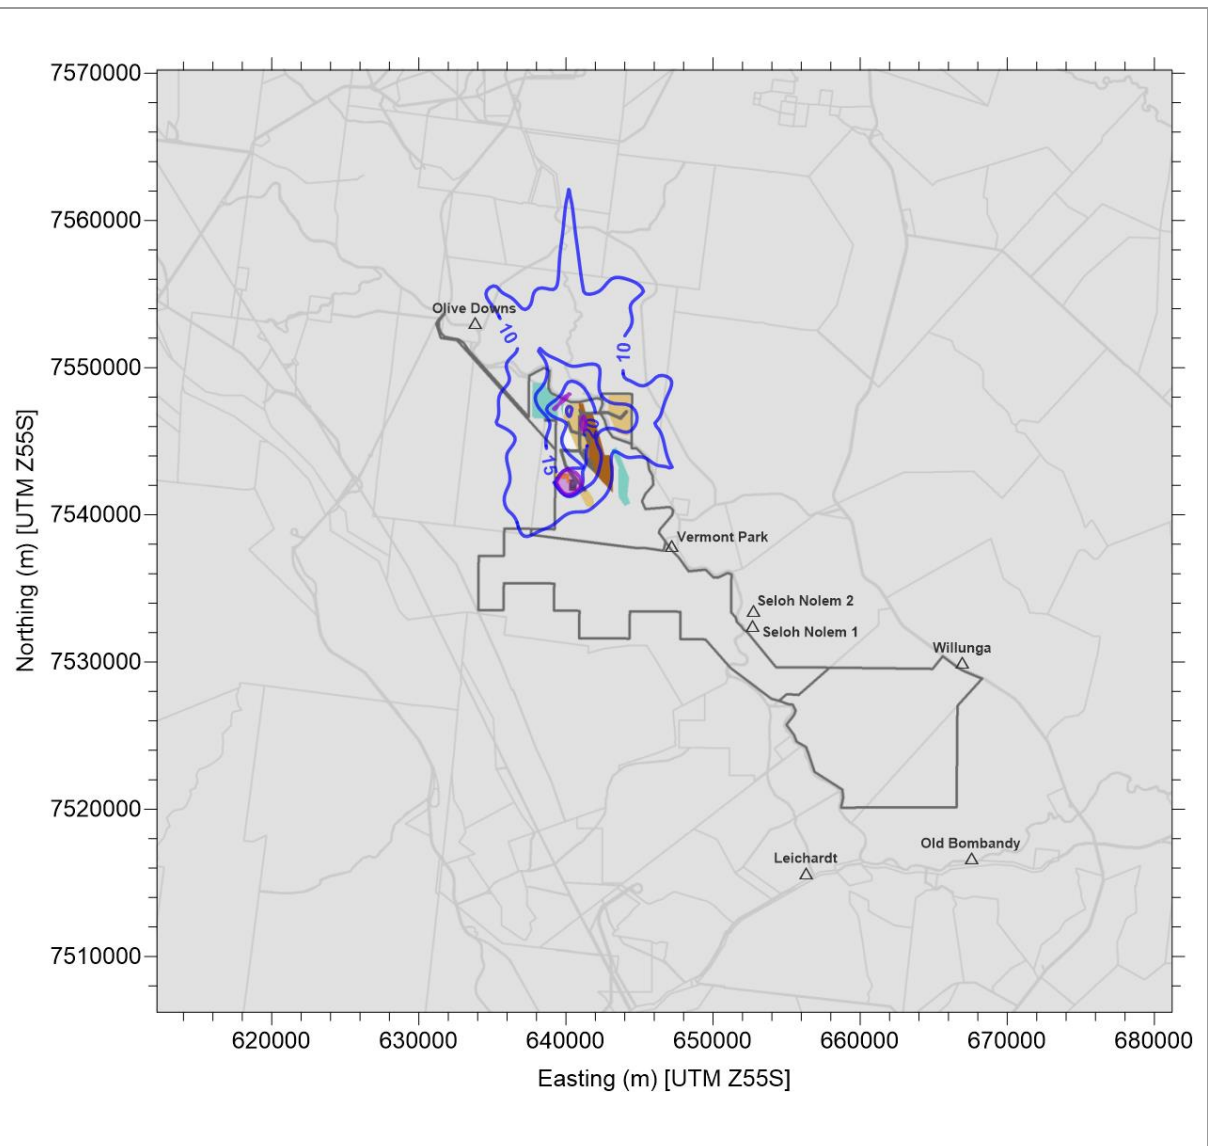 7570000
7560000
Olive Downs
10
10
7550000
20
15
7540000
Vermont Park
Seloh Nolem 2
Seloh Nolem 1
7530000
Willunga
7520000
Old Bombandy
Leichardt
7510000
620000 630000 640000 650000 660000 670000 680000
Easting (m) [UTM Z55S]
Northing (m) [UTM Z55S]